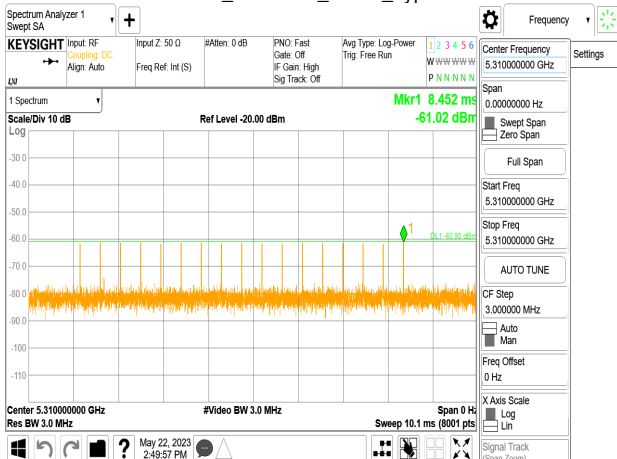 Spectrum Analyzer 1
Swept SA
Frequency
KEYSIGHT
Input: RF
Coupling: DC
Align: Auto
Input Z: 50 Ω
Freq Ref: Int (S)
#Atten: 0 dB
PNO: Fast
Gate: Off
IF Gain: High
Sig Track: Off
Avg Type: Log-Power
Trig: Free Run
1 2 3 4 5 6
W W W W W W
P N N N N N
LXI
1 Spectrum
Scale/Div 10 dB
Ref Level -20.00 dBm
Mkr1 8.452 ms
-61.02 dBm
Log
-30.0
-40.0
-50.0
-60.0
-70.0
-80.0
-90.0
-100
-110
1
DL1 -60.90 dBm
Center 5.310000000 GHz
Res BW 3.0 MHz
#Video BW 3.0 MHz
Span 0 Hz
Sweep 10.1 ms (8001 pts)
May 22, 2023
2:49:57 PM
Center Frequency
5.310000000 GHz
Settings
Span
0.00000000 Hz
Swept Span
Zero Span
Full Span
Start Freq
5.310000000 GHz
Stop Freq
5.310000000 GHz
AUTO TUNE
CF Step
3.000000 MHz
Auto
Man
Freq Offset
0 Hz
X Axis Scale
Log
Lin
Signal Track
(Span Zoom)